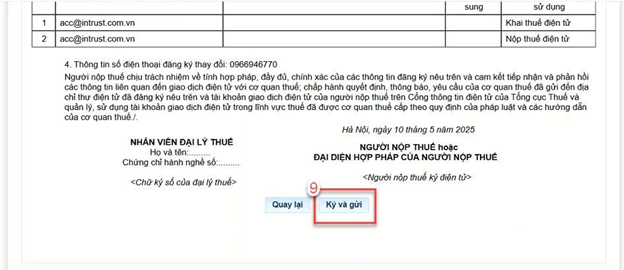 sung
sử dụng
1 acc@intrust.com.vn Khai thuế điện tử
2 acc@intrust.com.vn Nộp thuế điện tử
4. Thông tin số điện thoại đăng ký thay đổi: 0966946770
Người nộp thuế chịu trách nhiệm về tính hợp pháp, đầy đủ, chính xác của các thông tin đăng ký nêu trên và cam kết tiếp nhận và phản hồi
các thông tin liên quan đến giao dịch điện tử với cơ quan thuế; chấp hành quyết định, thông báo, yêu cầu của cơ quan thuế đã gửi đến địa
chỉ thư điện tử đã đăng ký nêu trên và tài khoản giao dịch điện tử của người nộp thuế trên Cổng thông tin điện tử của Tổng cục Thuế và
quản lý, sử dụng tài khoản giao dịch điện tử trong lĩnh vực thuế đã được cơ quan thuế cấp theo quy định của pháp luật và các hướng dẫn
của cơ quan thuế./.
Hà Nội, ngày 10 tháng 5 năm 2025
NHÂN VIÊN ĐẠI LÝ THUẾ
Họ và tên:.........
Chứng chỉ hành nghề số:.........
<Chữ ký số của đại lý thuế>
NGƯỜI NỘP THUẾ hoặc
ĐẠI DIỆN HỢP PHÁP CỦA NGƯỜI NỘP THUẾ
<Người nộp thuế ký điện tử>
9
Quay lại Ký và gửi